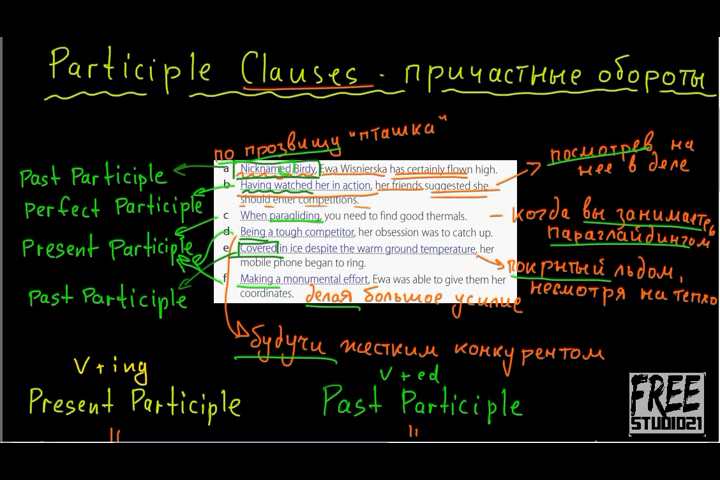 Participle Clauses - причастные обороты
по прозвищу "пташка"
Past Participle
Perfect Participle
Present Participle
Past Participle
a Nicknamed Birdy, Ewa Wisnierska has certainly flown high.
b Having watched her in action, her friends suggested she
should enter competitions.
c When paragliding, you need to find good thermals.
d Being a tough competitor, her obsession was to catch up.
e Covered in ice despite the warm ground temperature, her
mobile phone began to ring.
f Making a monumental effort, Ewa was able to give them her
coordinates.
посмотрев на
нее в деле
- когда вы занимаетесь
параглайдингом
покрытый льдом,
несмотря на тепло
делая большое усилие
будучи жестким конкурентом
V+ing
Present Participle
V+ed
Past Participle
FREE
STUDIO21